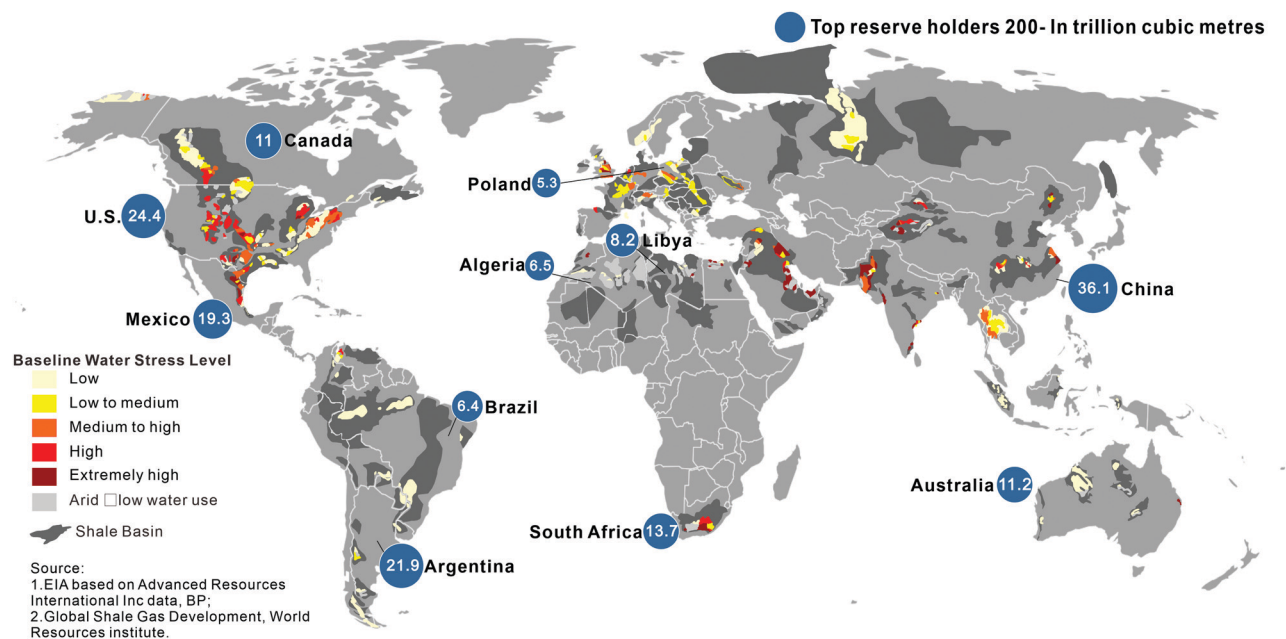 Top reserve holders 200- In trillion cubic metres
11 Canada
Poland 5.3
U.S. 24.4
8.2 Libya
Algeria 6.5
36.1 China
Mexico 19.3
Baseline Water Stress Level
Low
Low to medium
Medium to high
High
Extremely high
Arid □low water use
Shale Basin
6.4 Brazil
Australia 11.2
South Africa 13.7
21.9 Argentina
Source:
1.EIA based on Advanced Resources
International Inc data, BP;
2.Global Shale Gas Development, World
Resources institute.